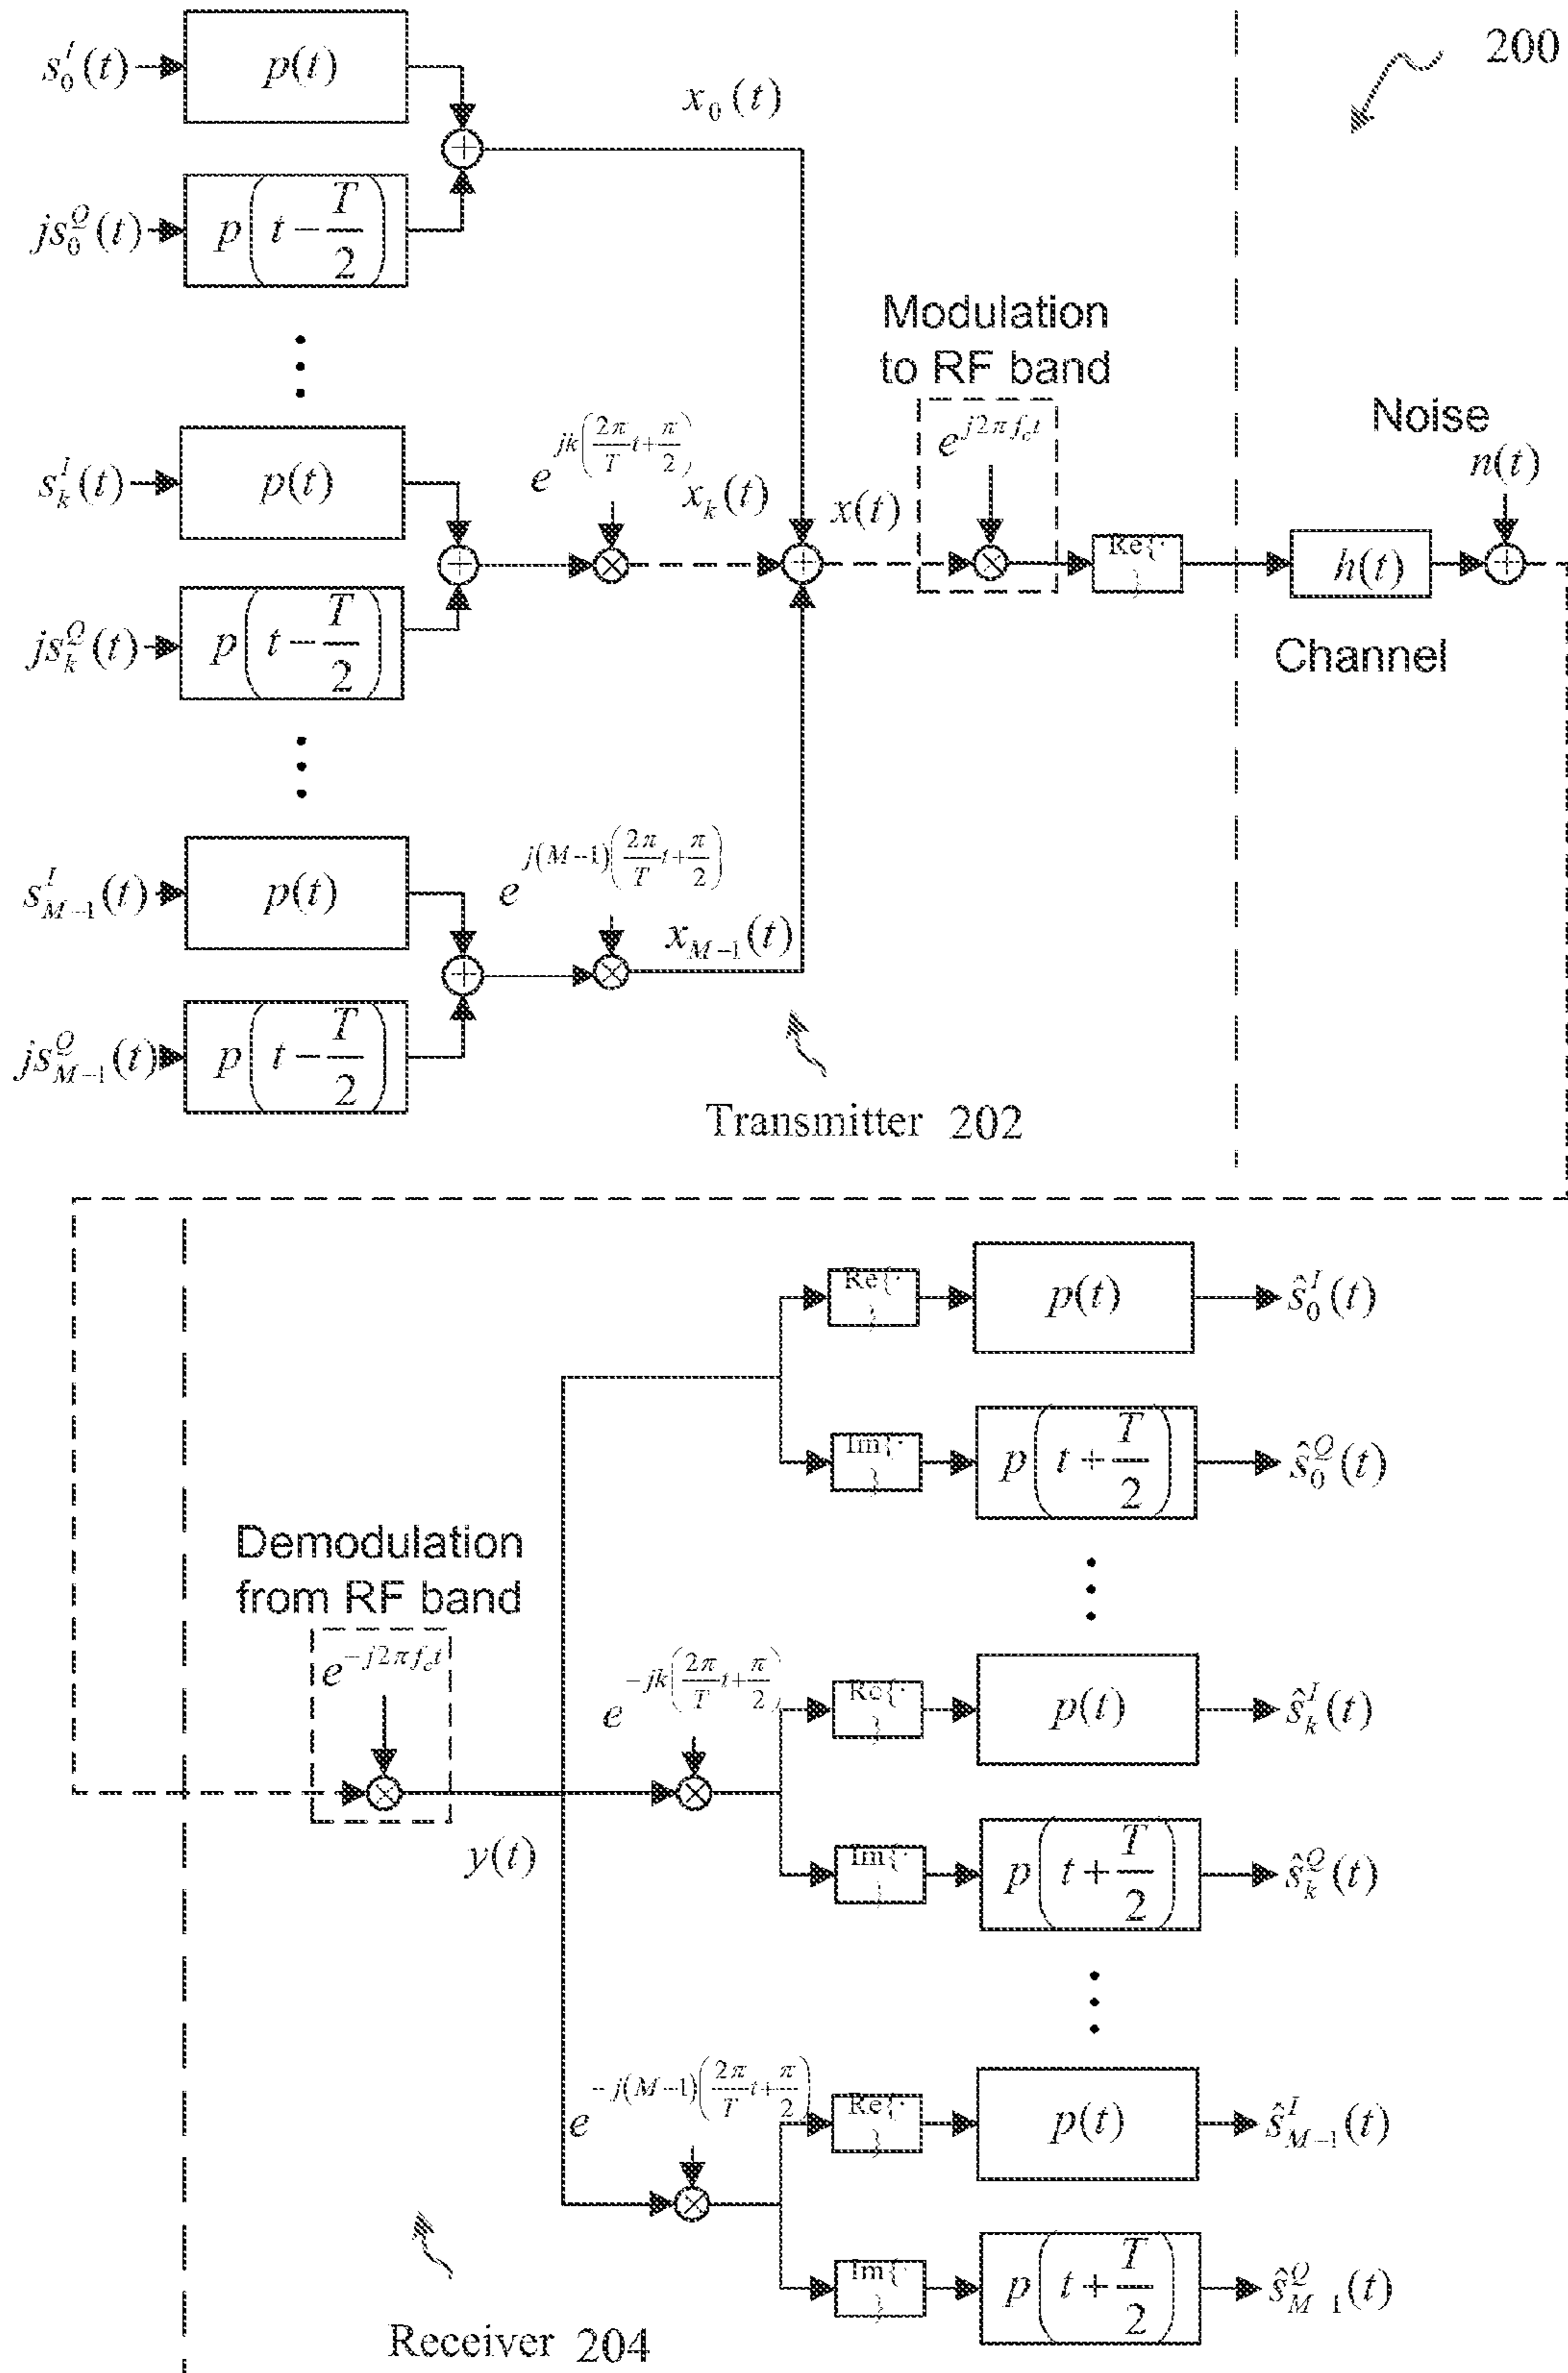 200
s_0^I(t)
p(t)
x_0(t)
js_0^Q(t)
p(t - T/2)
Modulation
to RF band
e^{j2πf_c t}
Noise
n(t)
s_k^I(t)
p(t)
e^{jk(2π/T t + π/2)}
x_k(t)
x(t)
Re{·
}
h(t)
js_k^Q(t)
p(t - T/2)
Channel
s_{M-1}^I(t)
p(t)
e^{j(M-1)(2π/T t + π/2)}
x_{M-1}(t)
js_{M-1}^Q(t)
p(t - T/2)
Transmitter 202
Re{·
}
p(t)
ŝ_0^I(t)
Im{·
}
p(t + T/2)
ŝ_0^Q(t)
Demodulation
from RF band
e^{-j2πf_c t}
y(t)
e^{-jk(2π/T t + π/2)}
Re{·
}
p(t)
ŝ_k^I(t)
Im{·
}
p(t + T/2)
ŝ_k^Q(t)
e^{-j(M-1)(2π/T t + π/2)}
Re{·
}
p(t)
ŝ_{M-1}^I(t)
Im{·
}
p(t + T/2)
ŝ_{M-1}^Q(t)
Receiver 204